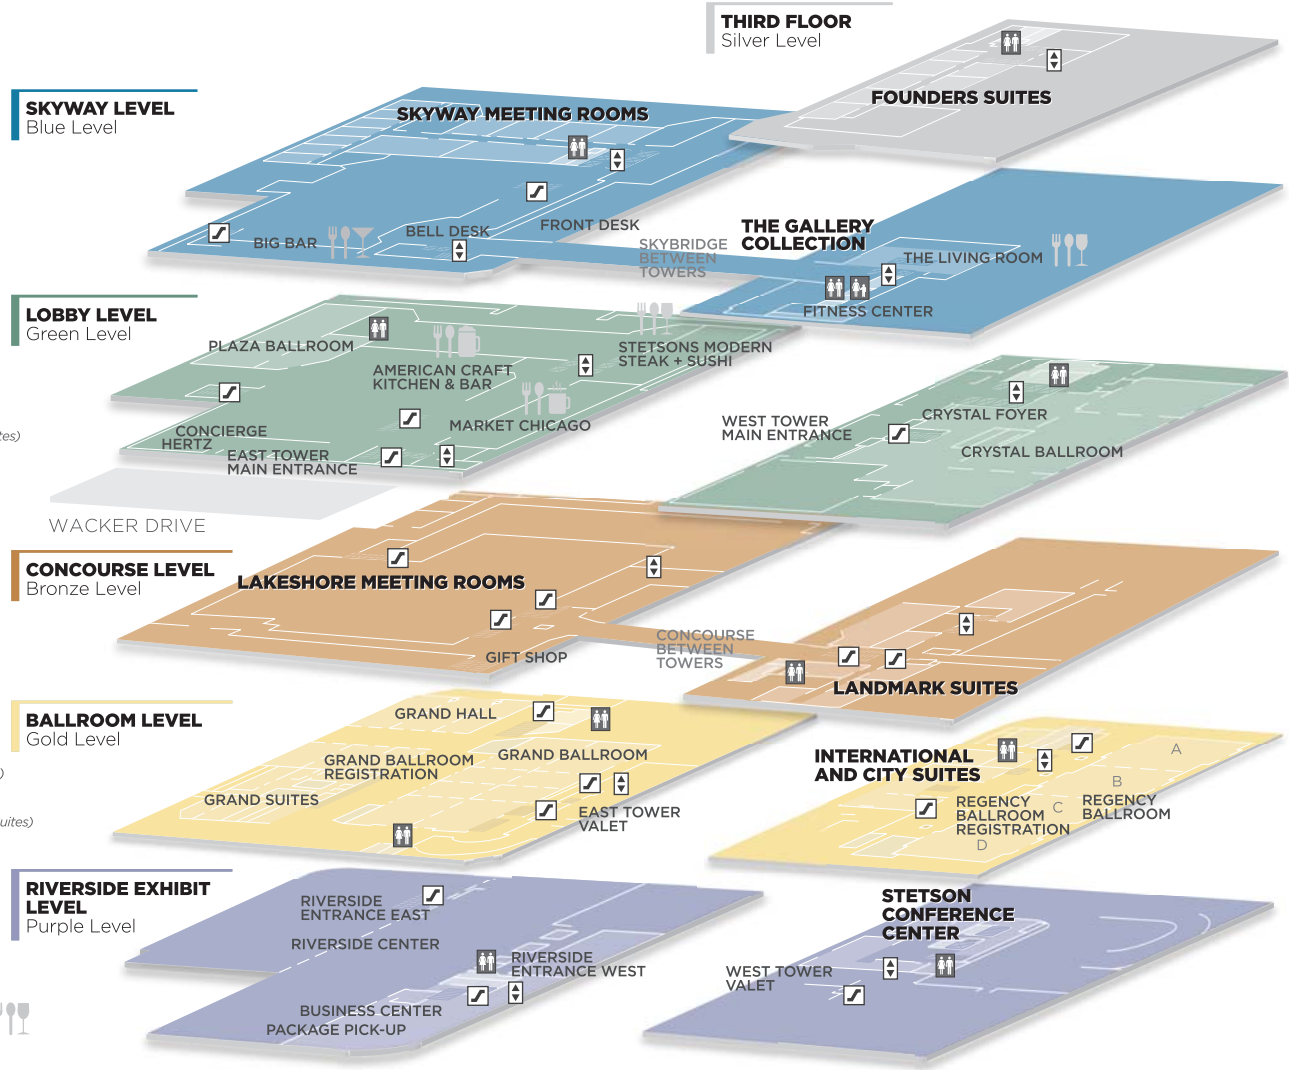 THIRD FLOOR
Silver Level
FOUNDERS SUITES
SKYWAY LEVEL
Blue Level
SKYWAY MEETING ROOMS
BIG BAR
BELL DESK
FRONT DESK
SKYBRIDGE
BETWEEN
TOWERS
THE GALLERY
COLLECTION
THE LIVING ROOM
FITNESS CENTER
LOBBY LEVEL
Green Level
PLAZA BALLROOM
AMERICAN CRAFT
KITCHEN & BAR
STETSONS MODERN
STEAK + SUSHI
MARKET CHICAGO
CONCIERGE
HERTZ
EAST TOWER
MAIN ENTRANCE
WEST TOWER
MAIN ENTRANCE
CRYSTAL FOYER
CRYSTAL BALLROOM
tes)
WACKER DRIVE
CONCOURSE LEVEL
Bronze Level
LAKESHORE MEETING ROOMS
GIFT SHOP
CONCOURSE
BETWEEN
TOWERS
LANDMARK SUITES
BALLROOM LEVEL
Gold Level
GRAND HALL
GRAND BALLROOM
REGISTRATION
GRAND BALLROOM
GRAND SUITES
EAST TOWER
VALET
INTERNATIONAL
AND CITY SUITES
A
B
C
D
REGENCY
BALLROOM
REGISTRATION
REGENCY
BALLROOM
)
uites)
RIVERSIDE EXHIBIT
LEVEL
Purple Level
RIVERSIDE
ENTRANCE EAST
RIVERSIDE CENTER
RIVERSIDE
ENTRANCE WEST
BUSINESS CENTER
PACKAGE PICK-UP
STETSON
CONFERENCE
CENTER
WEST TOWER
VALET